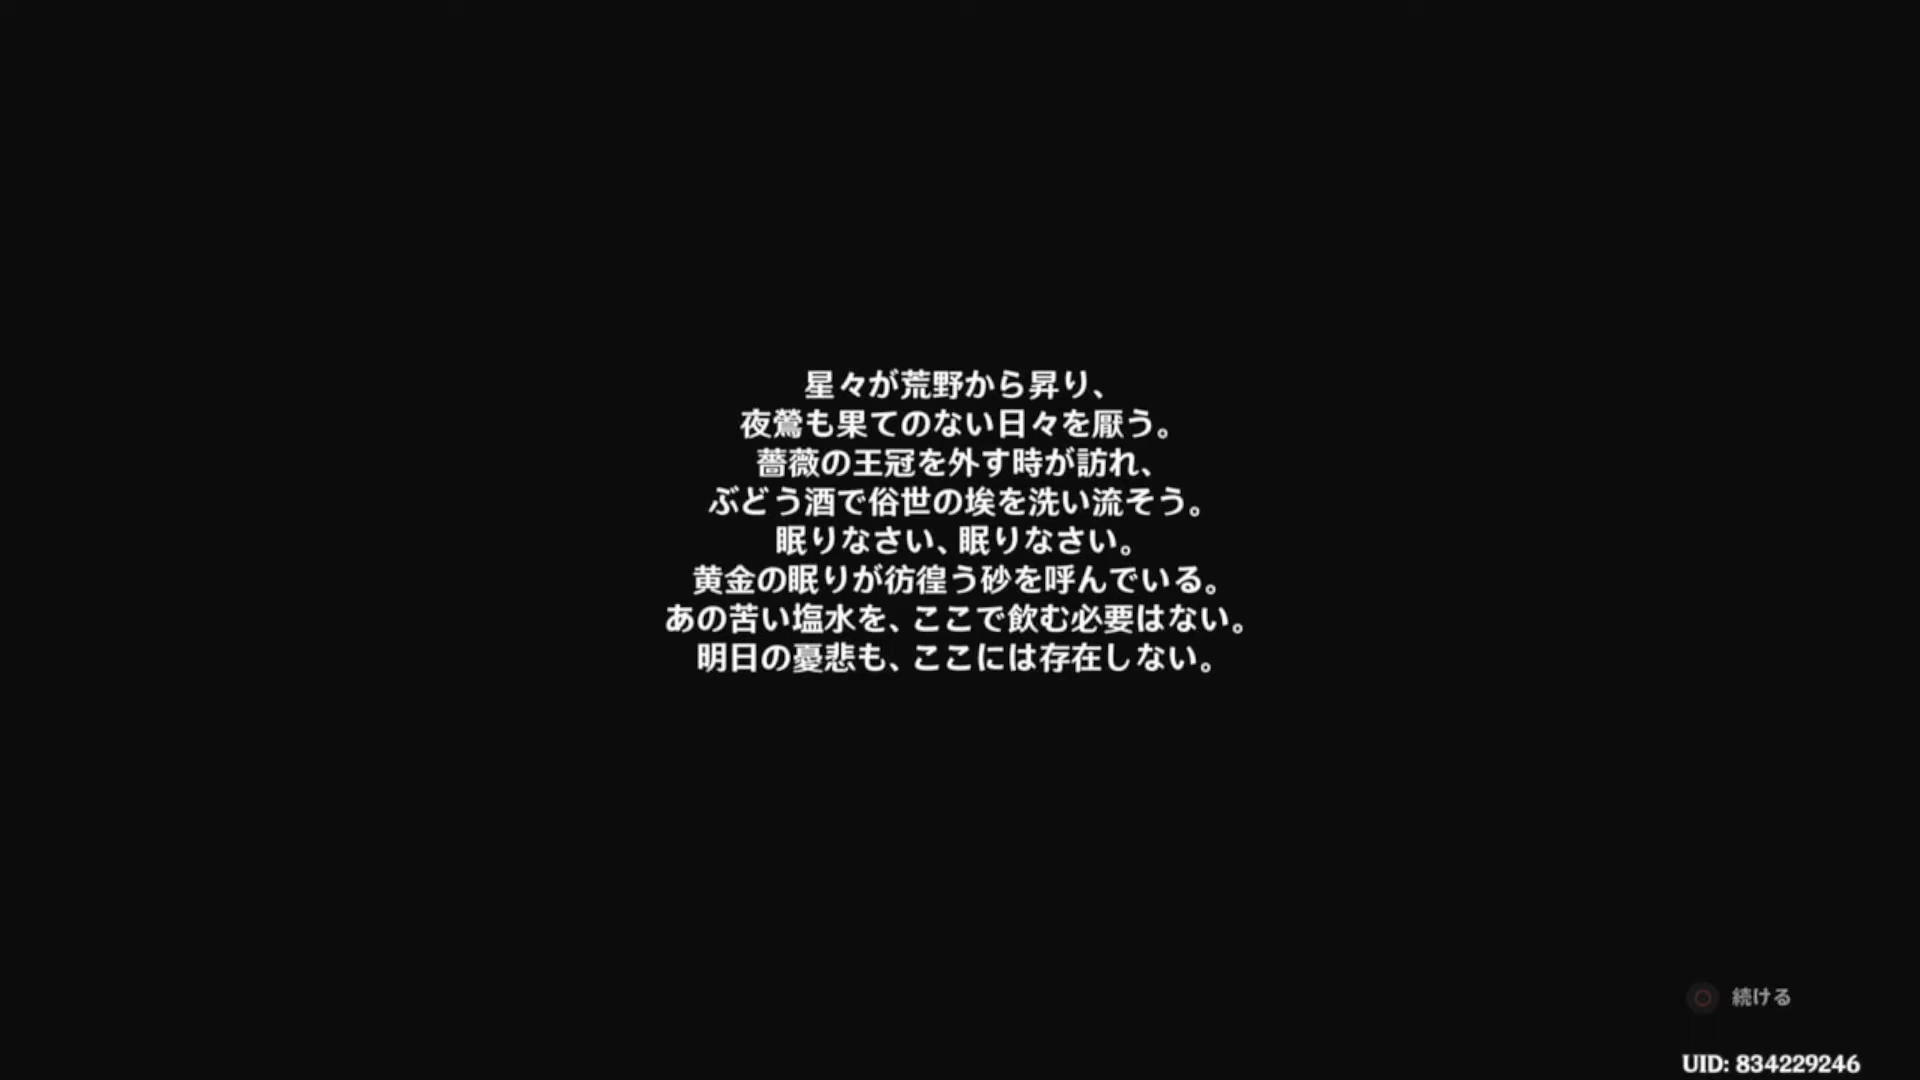 星々が荒野から昇り、
夜鶯も果てのない日々を厭う。
薔薇の王冠を外す時が訪れ、
ぶどう酒で俗世の埃を洗い流そう。
眠りなさい、眠りなさい。
黄金の眠りが彷徨う砂を呼んでいる。
あの苦い塩水を、ここで飲む必要はない。
明日の憂悲も、ここには存在しない。
続ける
UID: 834229246